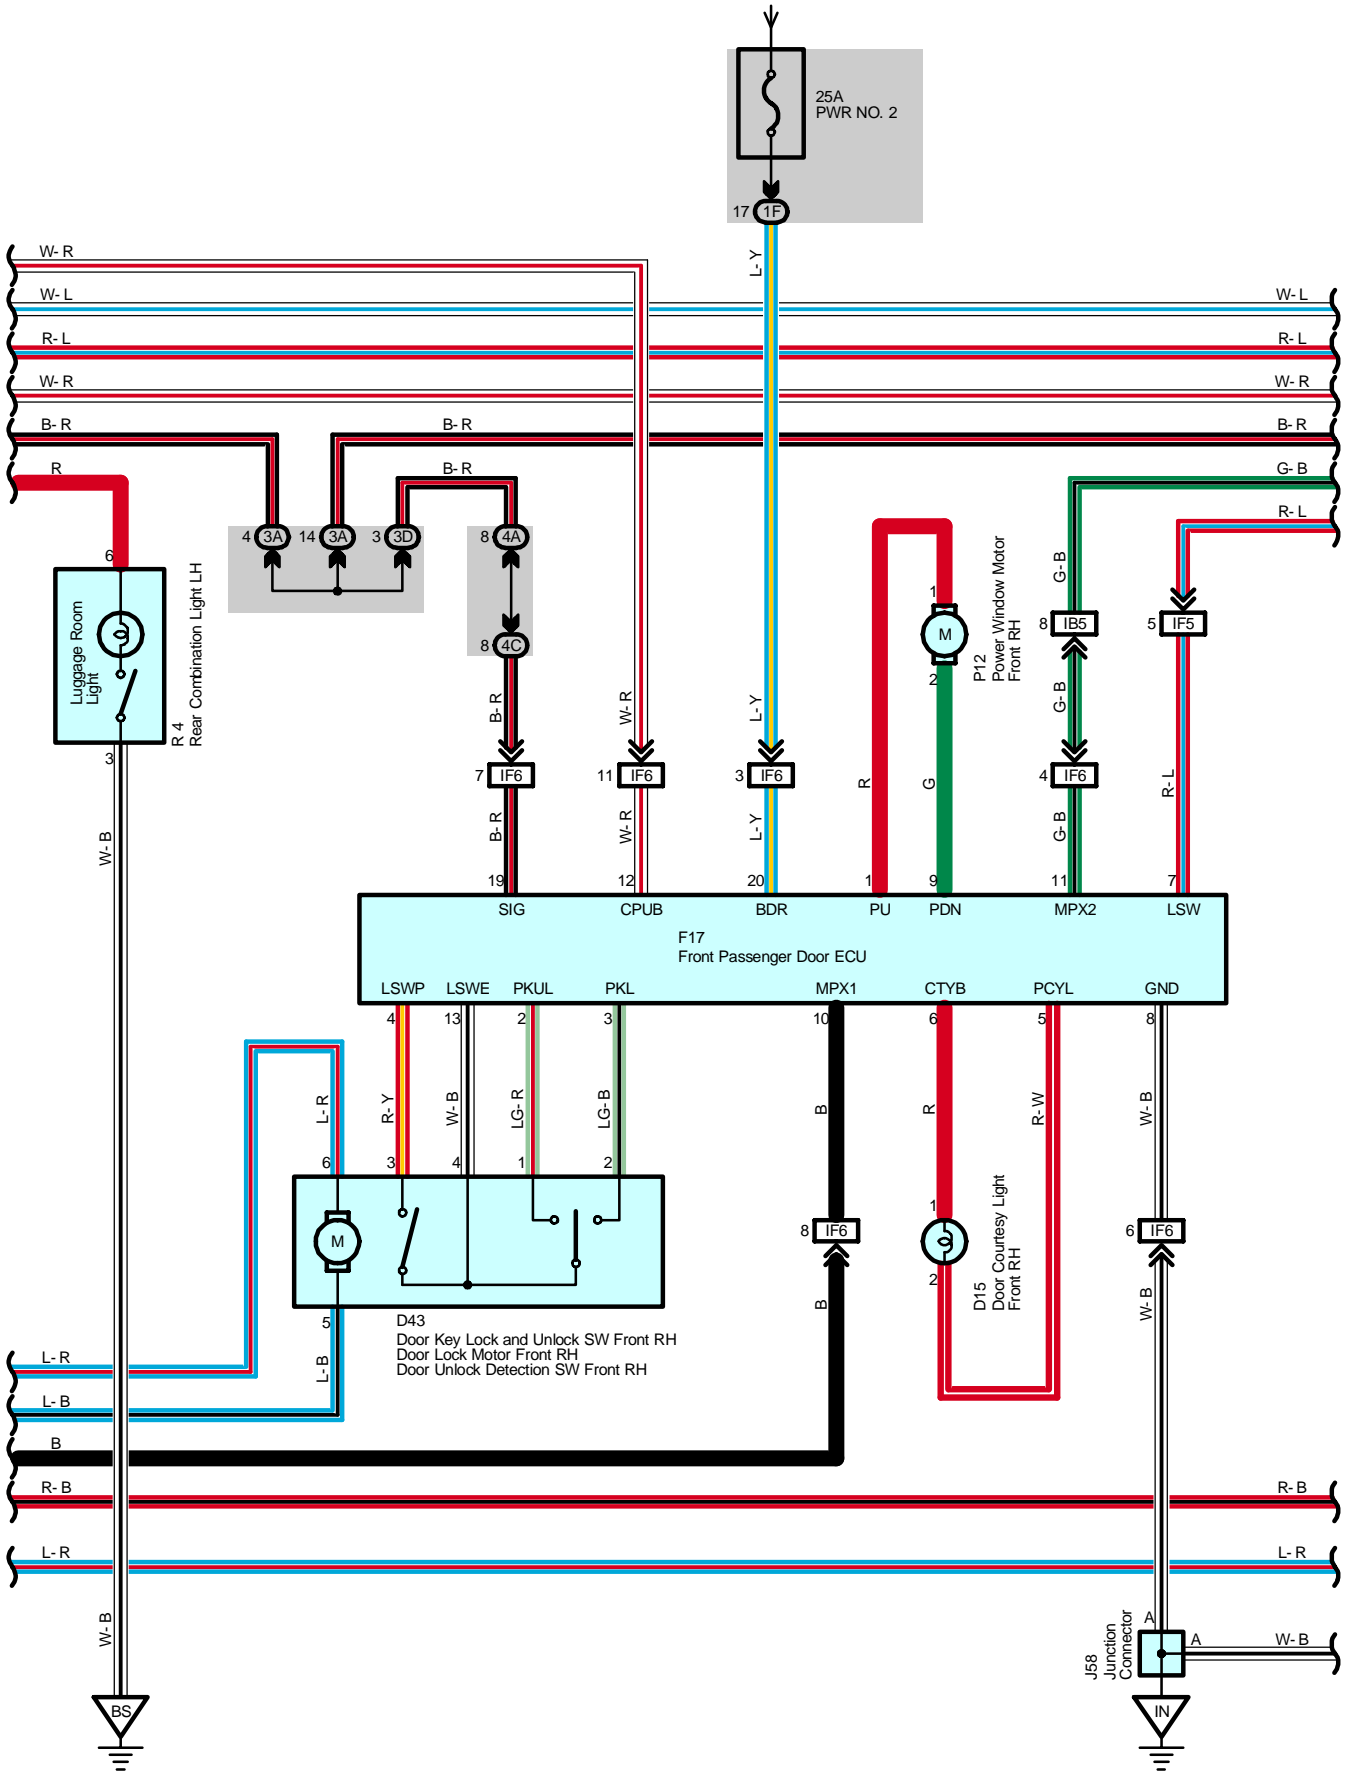 25A
PWR NO. 2
17 1F
L- Y
W- R
W- L
W- L
R- L
R- L
W- R
W- R
B- R
B- R
B- R
R
B- R
G- B
R- L
4 3A
14 3A
3 3D
8 4A
8 4C
6
Luggage Room
Light
3
R 4
Rear Combination Light LH
W- B
B- R
W- R
L- Y
1
M
2
P12
Power Window Motor
Front RH
G- B
8 IB5
G- B
5 IF5
7 IF6
11 IF6
3 IF6
4 IF6
B- R
W- R
L- Y
R
G
G- B
R- L
19
12
20
1
9
11
7
SIG
CPUB
BDR
PU
PDN
MPX2
LSW
F17
Front Passenger Door ECU
LSWP
LSWE
PKUL
PKL
MPX1
CTYB
PCYL
GND
4
13
2
3
10
6
5
8
L- R
R- Y
W- B
LG- R
LG- B
B
R
R- W
W- B
6
3
4
1
2
M
5
D43
Door Key Lock and Unlock SW Front RH
Door Lock Motor Front RH
Door Unlock Detection SW Front RH
L- B
8 IF6
B
1
2
D15
Door Courtesy Light
Front RH
6 IF6
W- B
L- R
L- B
B
R- B
R- B
L- R
L- R
W- B
A
A
W- B
J58
Junction
Connector
BS
IN